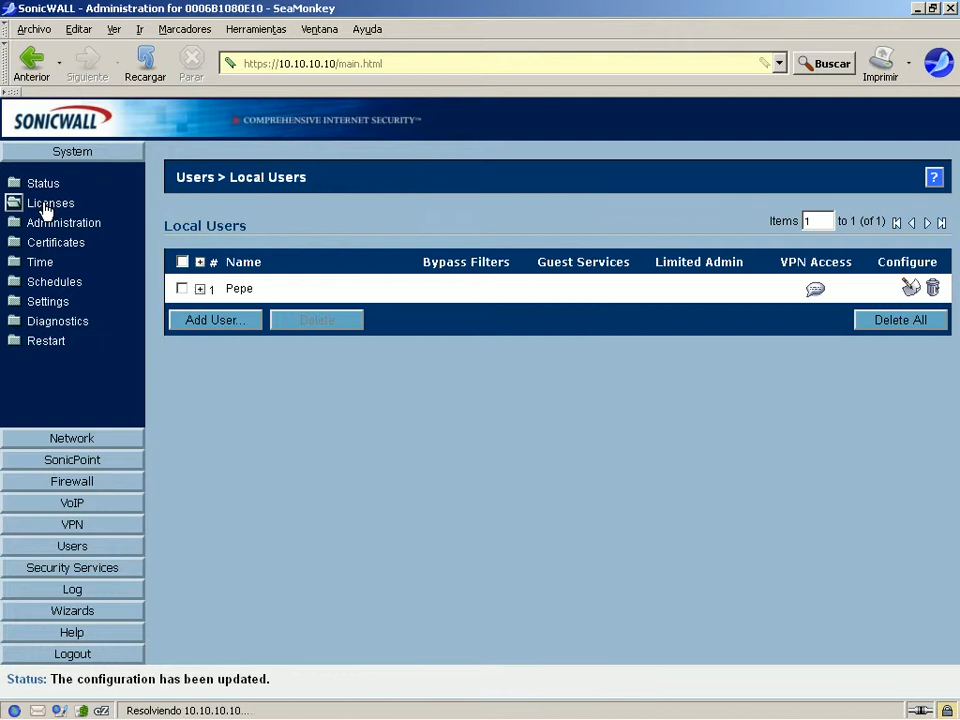 SonicWALL - Administration for 0006B1080E10 - SeaMonkey
Archivo Editar Ver Ir Marcadores Herramientas Ventana Ayuda
Anterior Siguiente Recargar Parar https://10.10.10.10/main.html Buscar Imprimir
SONICWALL COMPREHENSIVE INTERNET SECURITY™
System
Status
Licenses
Administration
Certificates
Time
Schedules
Settings
Diagnostics
Restart
Network
SonicPoint
Firewall
VoIP
VPN
Users
Security Services
Log
Wizards
Help
Logout
Users > Local Users ?
Local Users Items 1 to 1 (of 1)
# Name Bypass Filters Guest Services Limited Admin VPN Access Configure
1 Pepe
Add User... Delete Delete All
Status: The configuration has been updated.
Resolviendo 10.10.10.10...